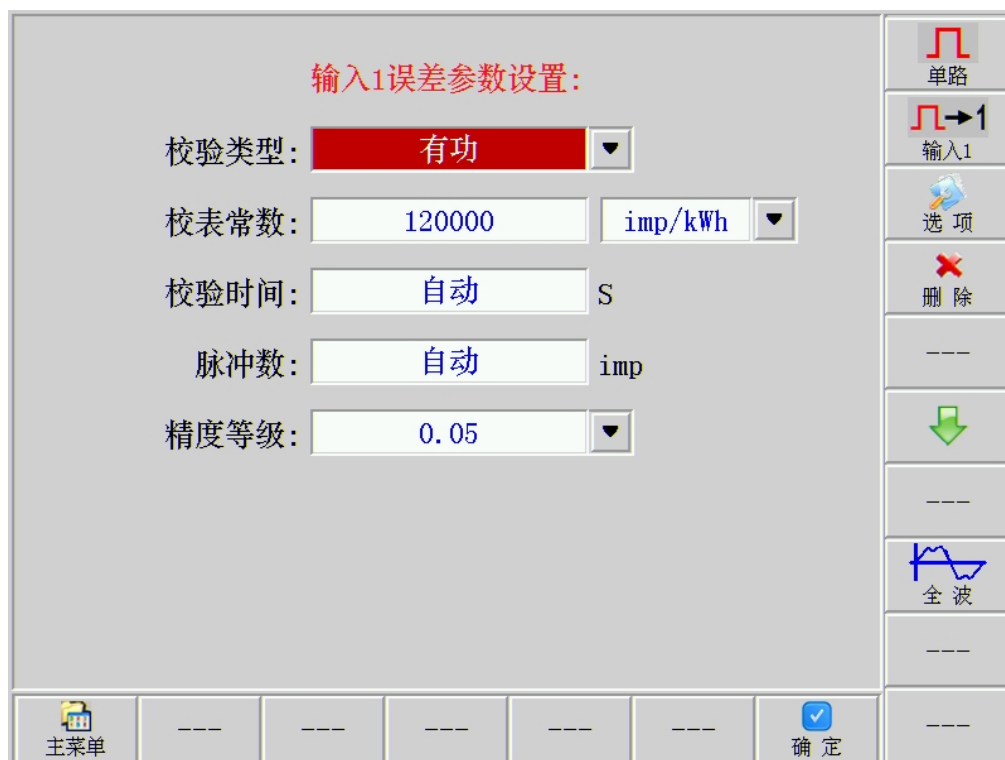 输入1误差参数设置:
校验类型: 有功
校表常数: 120000 imp/kWh
校验时间: 自动 S
脉冲数: 自动 imp
精度等级: 0.05
单路
1
输入1
选 项
删 除
---
---
全 波
---
---
主菜单 --- --- --- --- --- 确 定